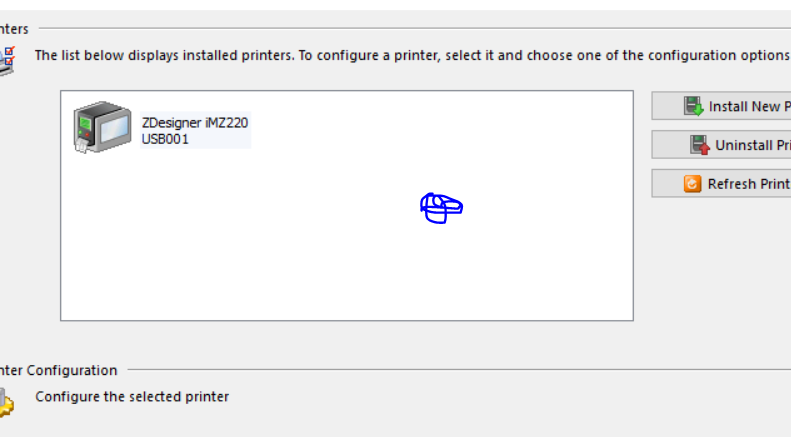 nters
The list below displays installed printers. To configure a printer, select it and choose one of the configuration options
ZDesigner iMZ220
USB001
Install New P
Uninstall Pri
Refresh Print
nter Configuration
Configure the selected printer